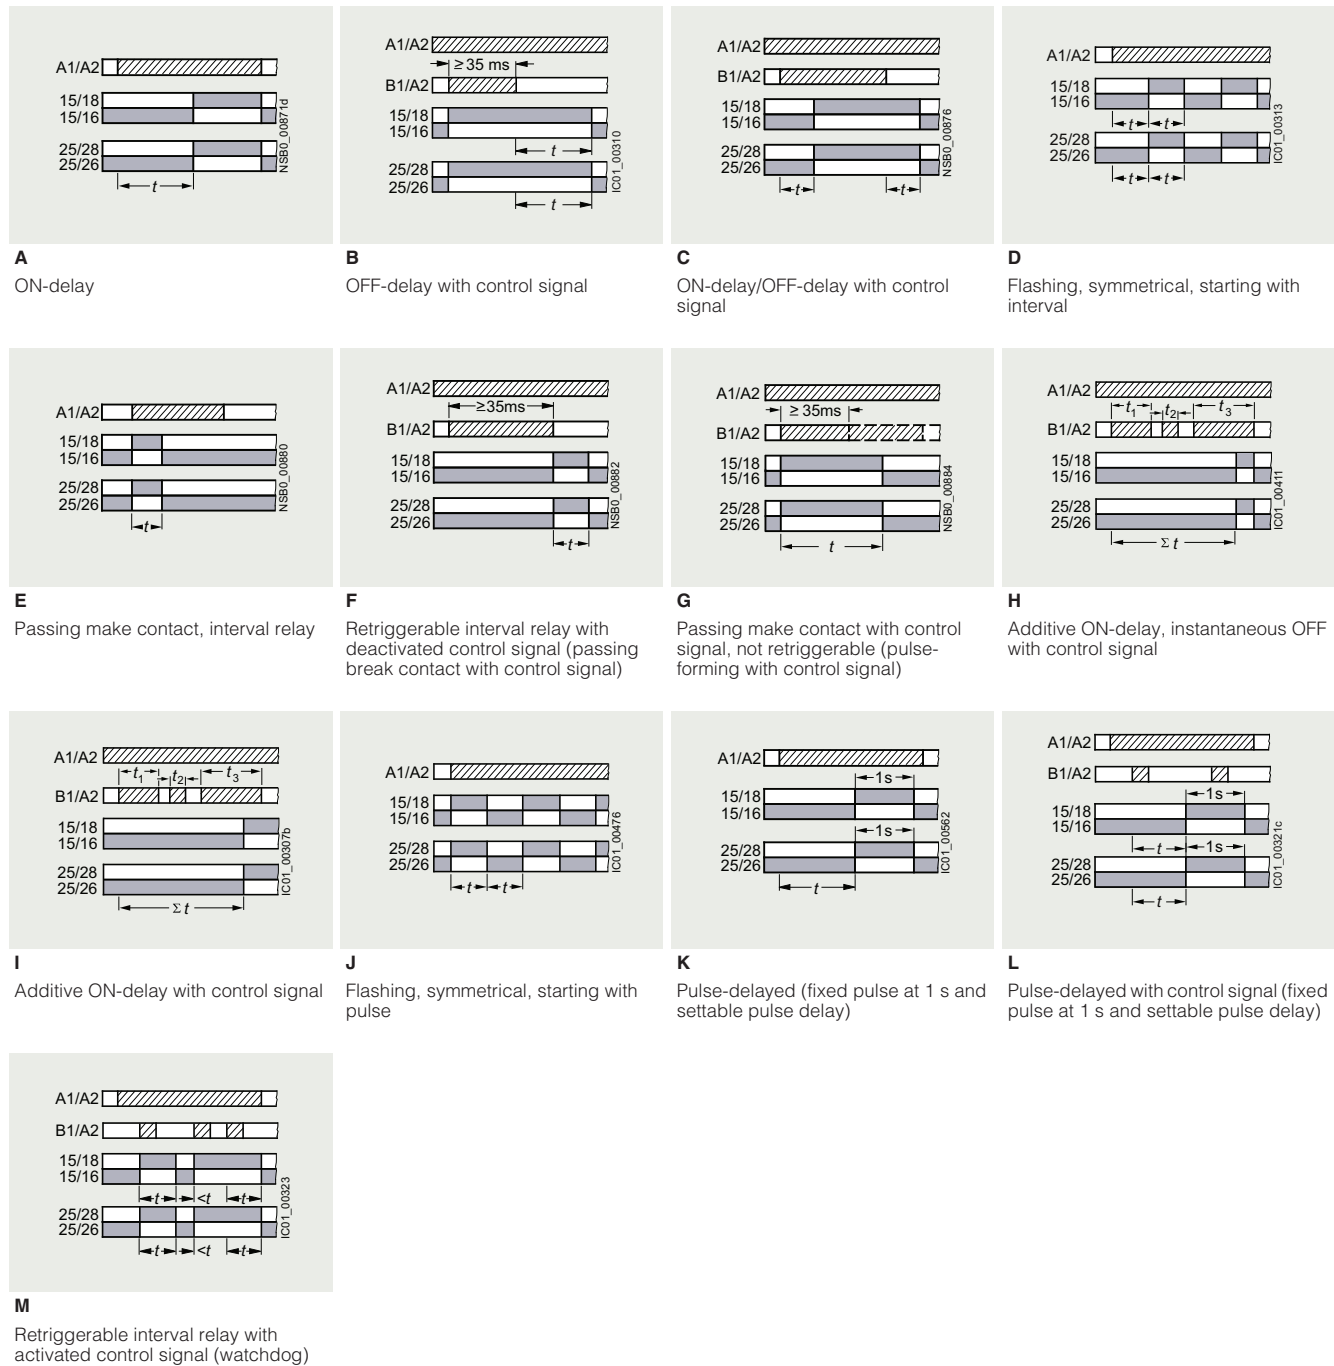 A1/A2
15/18
15/16
25/28
25/26
t
NSB0_00871d
A
ON-delay
A1/A2
≥35 ms
B1/A2
15/18
15/16
t
25/28
25/26
t
IC01_00310
B
OFF-delay with control signal
A1/A2
B1/A2
15/18
15/16
25/28
25/26
t
t
NSB0_00876
C
ON-delay/OFF-delay with control
signal
A1/A2
15/18
15/16
t t
25/28
25/26
t t
IC01_00313
D
Flashing, symmetrical, starting with
interval
A1/A2
15/18
15/16
25/28
25/26
t
NSB0_00880
E
Passing make contact, interval relay
A1/A2
≥35ms
B1/A2
15/18
15/16
25/28
25/26
t
NSB0_00882
F
Retriggerable interval relay with
deactivated control signal (passing
break contact with control signal)
A1/A2
≥ 35ms
B1/A2
15/18
15/16
25/28
25/26
t
NSB0_00884
G
Passing make contact with control
signal, not retriggerable (pulse-
forming with control signal)
A1/A2
t1 t2 t3
B1/A2
15/18
15/16
25/28
25/26
Σ t
IC01_00411
H
Additive ON-delay, instantaneous OFF
with control signal
A1/A2
t1 t2 t3
B1/A2
15/18
15/16
25/28
25/26
Σ t
IC01_00307b
I
Additive ON-delay with control signal
A1/A2
15/18
15/16
25/28
25/26
t t
IC01_00476
J
Flashing, symmetrical, starting with
pulse
A1/A2
1s
15/18
15/16
1s
25/28
25/26
t
IC01_00562
K
Pulse-delayed (fixed pulse at 1 s and
settable pulse delay)
A1/A2
B1/A2
1s
15/18
15/16
t 1s
25/28
25/26
t
IC01_00321c
L
Pulse-delayed with control signal (fixed
pulse at 1 s and settable pulse delay)
A1/A2
B1/A2
15/18
15/16
t <t t
25/28
25/26
t <t t
IC01_00323
M
Retriggerable interval relay with
activated control signal (watchdog)